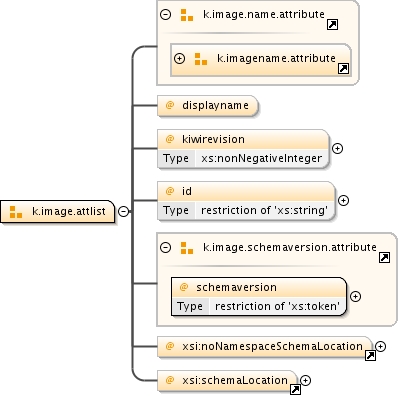 k.image.name.attribute
k.imagename.attribute
@ displayname
@ kiwirevision
Type xs:nonNegativeInteger
@ id
Type restriction of 'xs:string'
k.image.attlist
k.image.schemaversion.attribute
@ schemaversion
Type restriction of 'xs:token'
@ xsi:noNamespaceSchemaLocation
@ xsi:schemaLocation